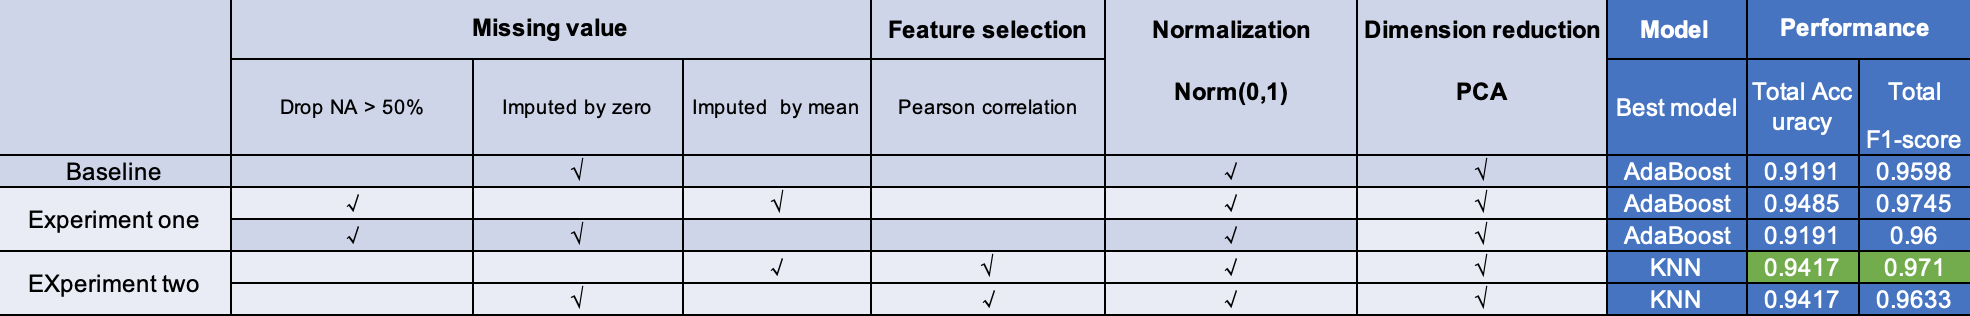 Missing value Feature selection Normalization Dimension reduction Model Performance
Drop NA > 50% Imputed by zero Imputed by mean Pearson correlation Norm(0,1) PCA Best model Total Acc Total
uracy F1-score
Baseline √ √ √ AdaBoost 0.9191 0.9598
Experiment one √ √ √ √ AdaBoost 0.9485 0.9745
√ √ √ √ AdaBoost 0.9191 0.96
EXperiment two √ √ √ √ KNN 0.9417 0.971
√ √ √ √ KNN 0.9417 0.9633